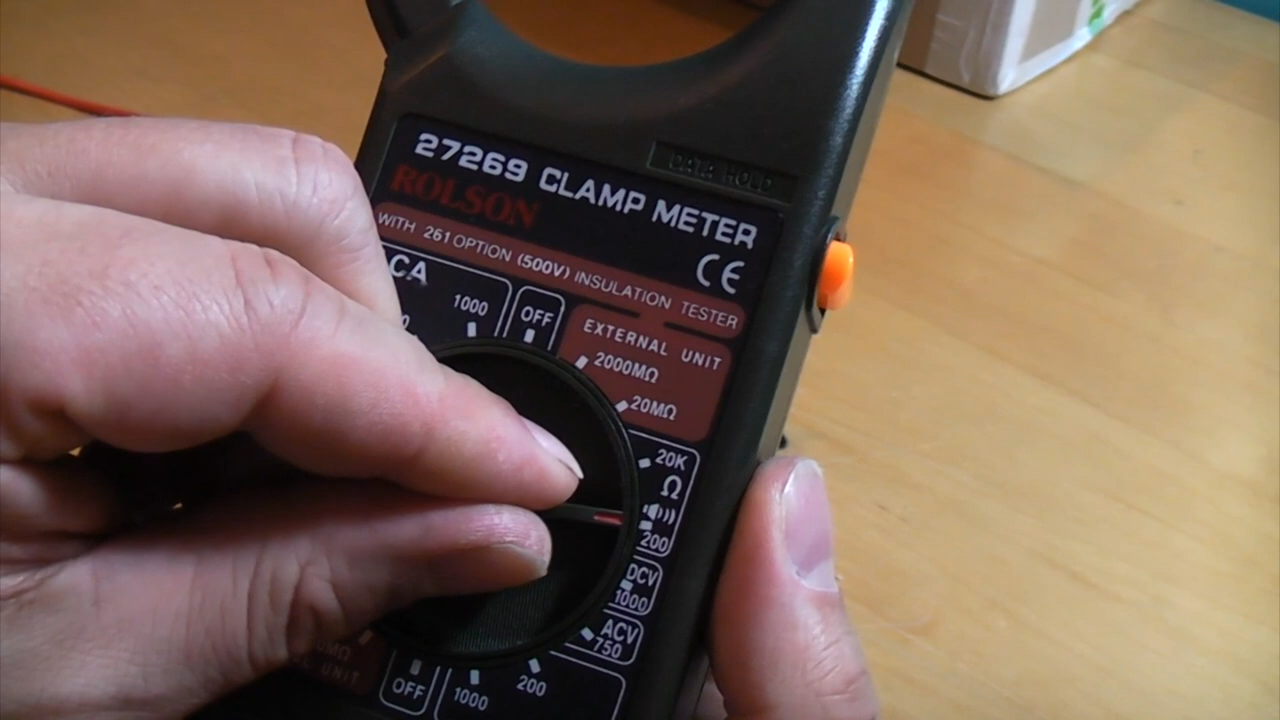 DATA HOLD
27269 CLAMP METER
ROLSON
CE
WITH 261 OPTION (500V) INSULATION TESTER
CA
1000
OFF
EXTERNAL UNIT
2000MΩ
20MΩ
20K
Ω
200
DCV
1000
ACV
750
200
1000
OFF
UNIT